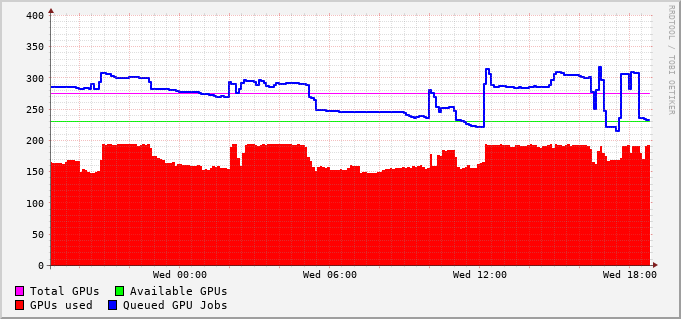 400
350
300
250
200
150
100
50
0
Wed 00:00 Wed 06:00 Wed 12:00 Wed 18:00
Total GPUs Available GPUs
GPUs used Queued GPU Jobs
RRDTOOL / TOBI OETIKER